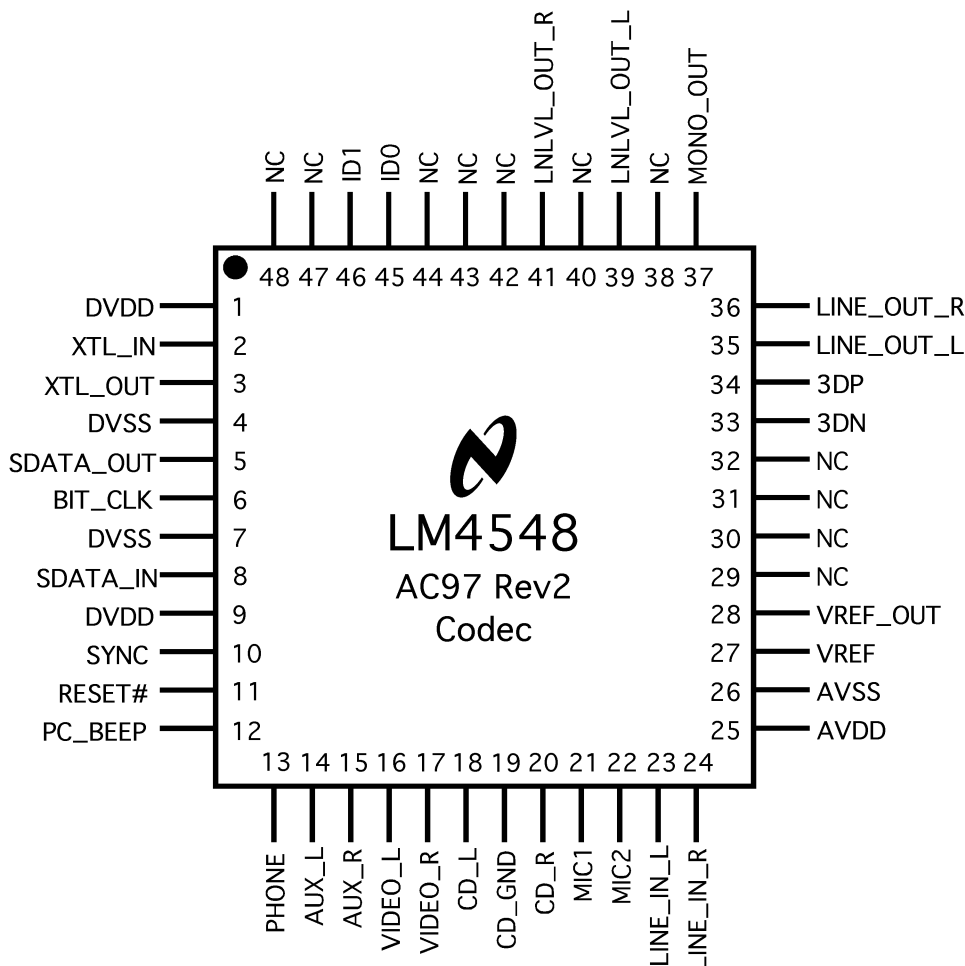 NC
NC
ID1
ID0
NC
NC
NC
LNLVL_OUT_R
NC
LNLVL_OUT_L
NC
MONO_OUT
48 47 46 45 44 43 42 41 40 39 38 37
DVDD 1
XTL_IN 2
XTL_OUT 3
DVSS 4
SDATA_OUT 5
BIT_CLK 6
DVSS 7
SDATA_IN 8
DVDD 9
SYNC 10
RESET# 11
PC_BEEP 12
LM4548
AC97 Rev2
Codec
36 LINE_OUT_R
35 LINE_OUT_L
34 3DP
33 3DN
32 NC
31 NC
30 NC
29 NC
28 VREF_OUT
27 VREF
26 AVSS
25 AVDD
13 14 15 16 17 18 19 20 21 22 23 24
PHONE
AUX_L
AUX_R
VIDEO_L
VIDEO_R
CD_L
CD_GND
CD_R
MIC1
MIC2
LINE_IN_L
LINE_IN_R